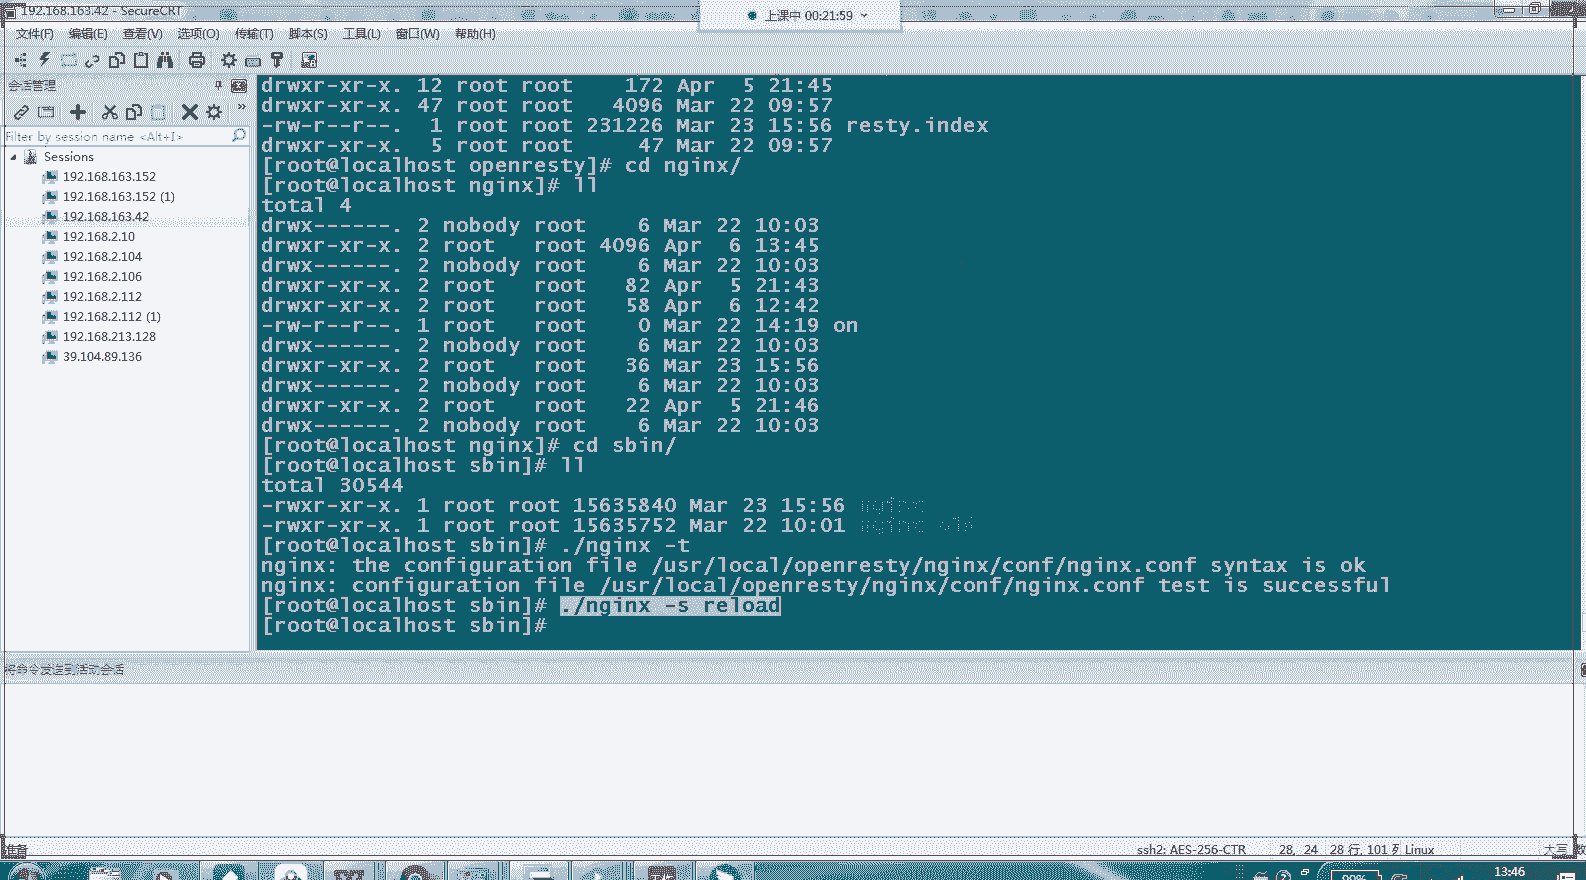 192.168.163.42 - SecureCRT
上课中 00:21:59
文件(F) 编辑(E) 查看(V) 选项(O) 传输(T) 脚本(S) 工具(L) 窗口(W) 帮助(H)
会话管理
Filter by session name <Alt+I>
Sessions
192.168.163.152
192.168.163.152 (1)
192.168.163.42
192.168.2.10
192.168.2.104
192.168.2.106
192.168.2.112
192.168.2.112 (1)
192.168.213.128
39.104.89.136
drwxr-xr-x. 12 root root    172 Apr  5 21:45
drwxr-xr-x. 47 root root   4096 Mar 22 09:57
-rw-r--r--.  1 root root 231226 Mar 23 15:56 resty.index
drwxr-xr-x.  5 root root     47 Mar 22 09:57
[root@localhost openresty]# cd nginx/
[root@localhost nginx]# ll
total 4
drwx------. 2 nobody root    6 Mar 22 10:03
drwxr-xr-x. 2 root   root 4096 Apr  6 13:45
drwx------. 2 nobody root    6 Mar 22 10:03
drwxr-xr-x. 2 root   root   82 Apr  5 21:43
drwxr-xr-x. 2 root   root   58 Apr  6 12:42
-rw-r--r--. 1 root   root    0 Mar 22 14:19 on
drwx------. 2 nobody root    6 Mar 22 10:03
drwxr-xr-x. 2 root   root   36 Mar 23 15:56
drwx------. 2 nobody root    6 Mar 22 10:03
drwxr-xr-x. 2 root   root   22 Apr  5 21:46
drwx------. 2 nobody root    6 Mar 22 10:03
[root@localhost nginx]# cd sbin/
[root@localhost sbin]# ll
total 30544
-rwxr-xr-x. 1 root root 15635840 Mar 23 15:56 nginx
-rwxr-xr-x. 1 root root 15635752 Mar 22 10:01 nginx.old
[root@localhost sbin]# ./nginx -t
nginx: the configuration file /usr/local/openresty/nginx/conf/nginx.conf syntax is ok
nginx: configuration file /usr/local/openresty/nginx/conf/nginx.conf test is successful
[root@localhost sbin]# ./nginx -s reload
[root@localhost sbin]#
将命令发送到活动会话
准备
ssh2: AES-256-CTR 28, 24 28 行, 101 列 Linux 大写 数
99% 13:46